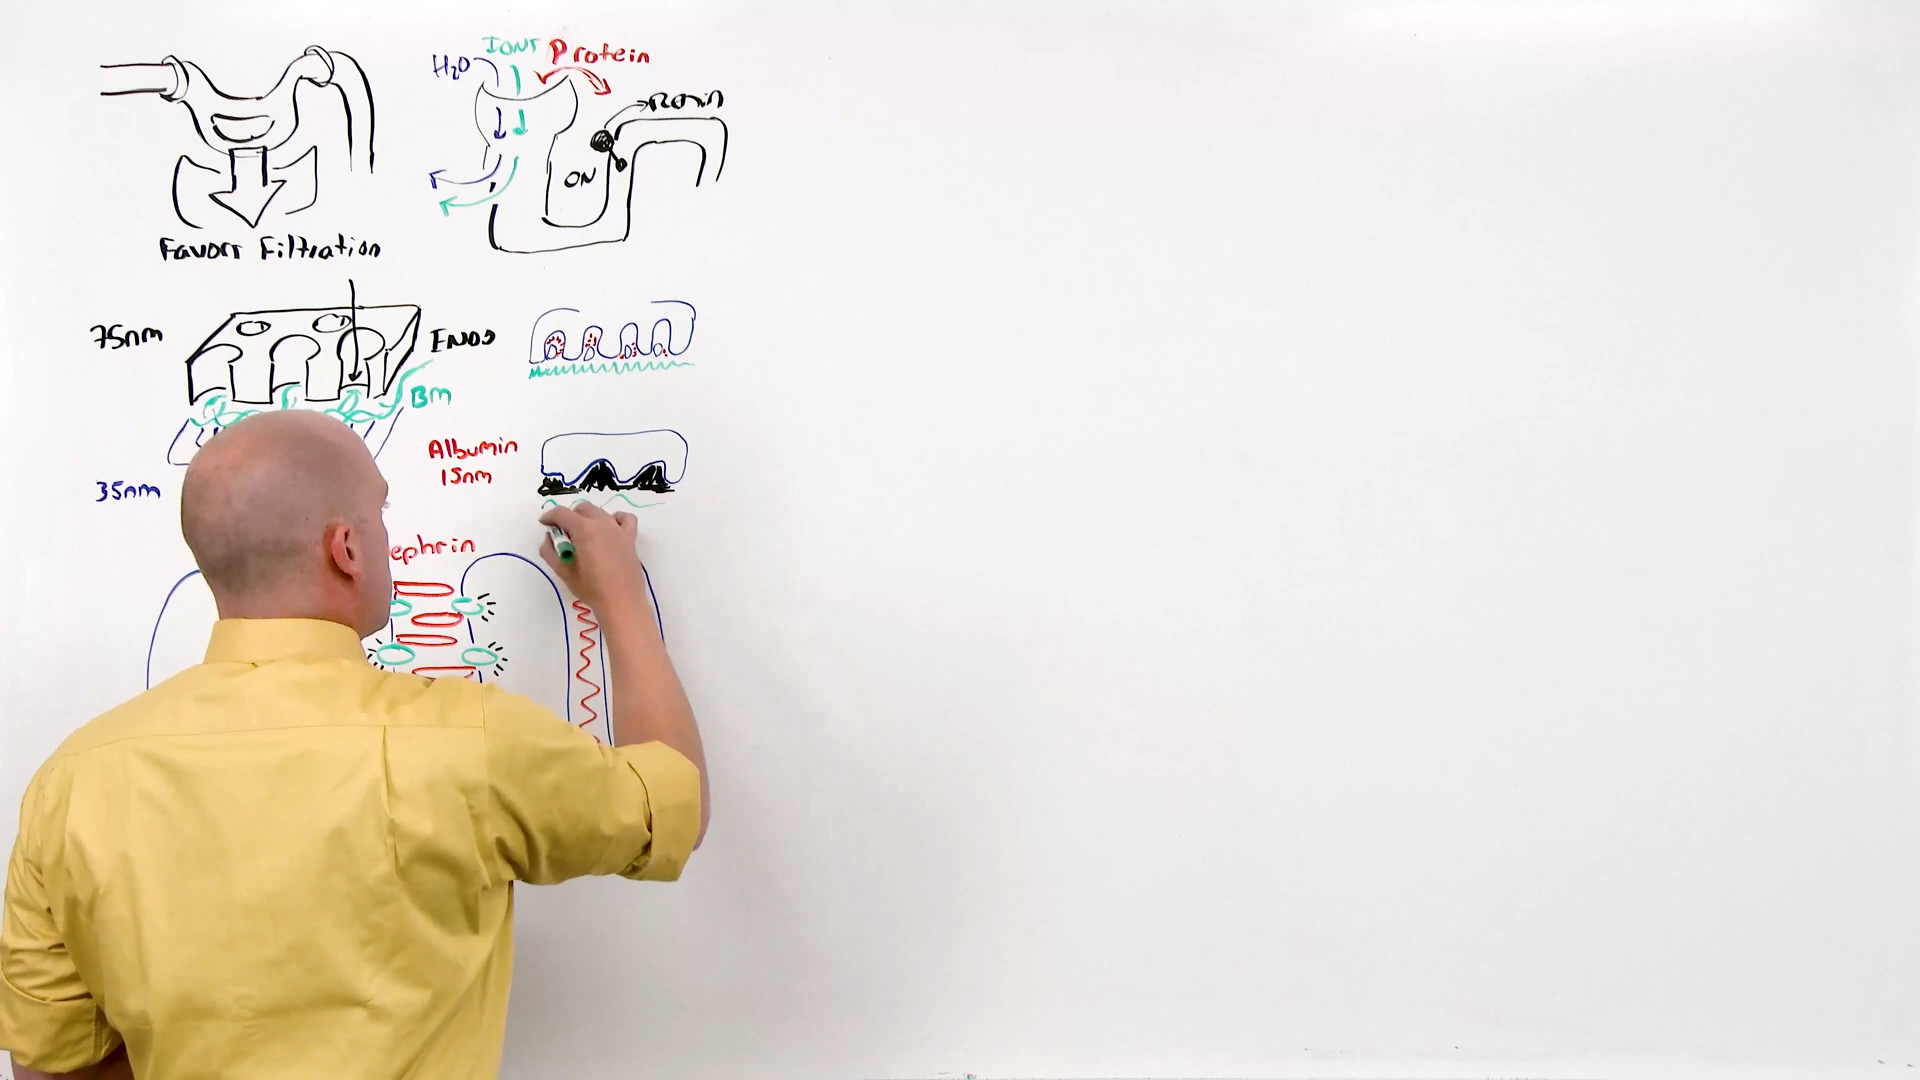 H₂O
Ions
Protein
Renin
ON
Favors Filtration
75nm
Endo
BM
Albumin
15nm
35nm
ephrin